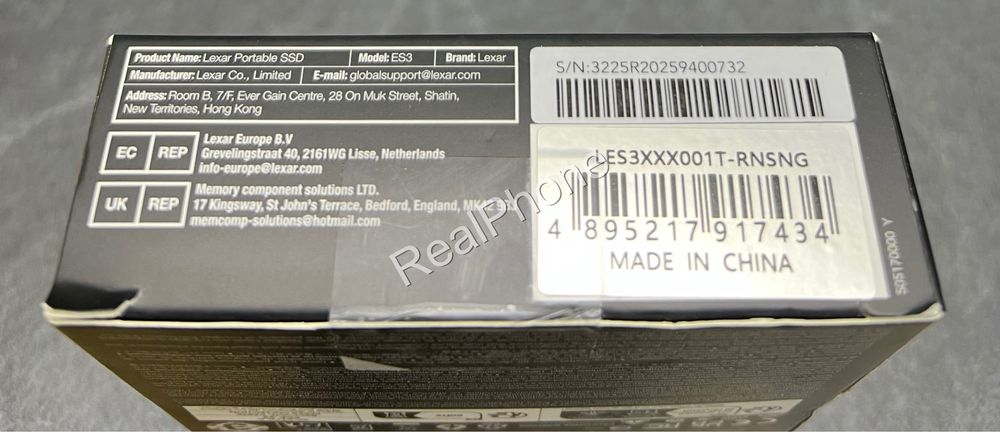 Product Name: Lexar Portable SSD Model: ES3 Brand: Lexar
Manufacturer: Lexar Co., Limited E-mail: globalsupport@lexar.com
Address: Room B, 7/F, Ever Gain Centre, 28 On Muk Street, Shatin,
New Territories, Hong Kong
EC REP
Lexar Europe B.V
Grevelingstraat 40, 2161WG Lisse, Netherlands
info-europe@lexar.com
UK REP
Memory component solutions LTD.
17 Kingsway, St John's Terrace, Bedford, England,
memcomp-solutions@hotmail.com
S/N:3225R20259400732
LES3XXX001T-RNSNG
4 895217 917434
MADE IN CHINA
S05170000 Y
RealPhone